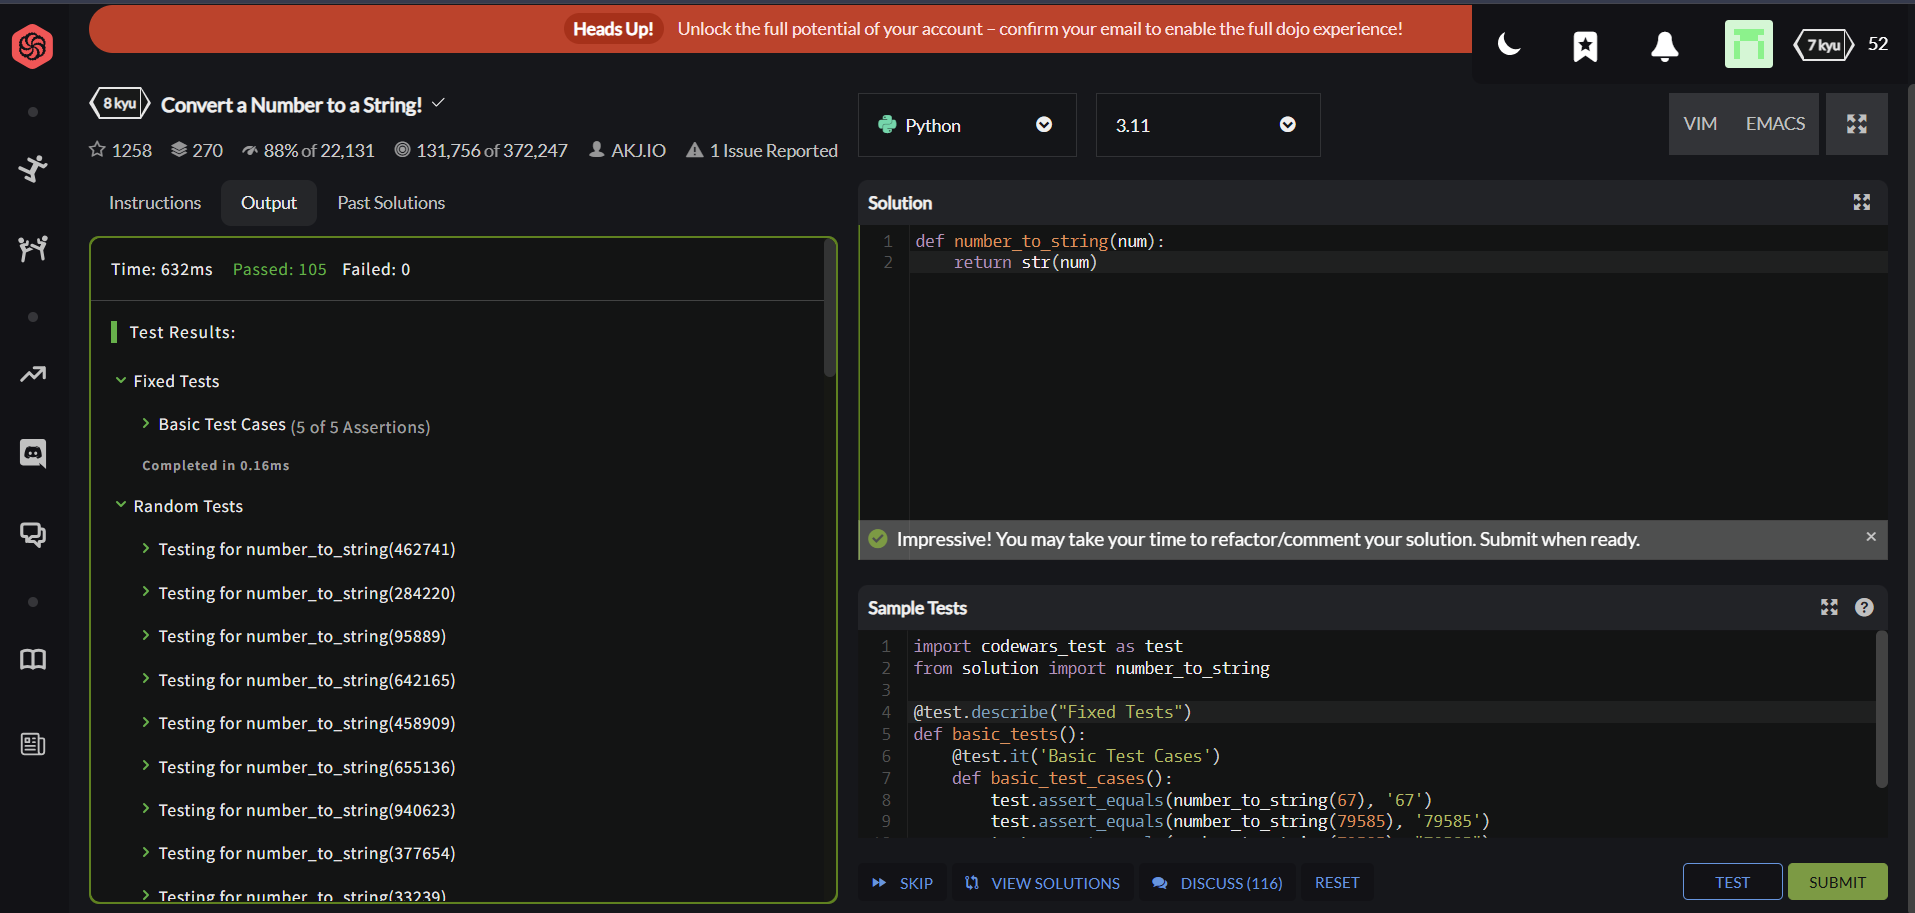 Heads Up! Unlock the full potential of your account – confirm your email to enable the full dojo experience!
7 kyu 52
8 kyu Convert a Number to a String!
1258 270 88% of 22,131 131,756 of 372,247 AKJ.IO 1 Issue Reported
Python 3.11 VIM EMACS
Instructions Output Past Solutions
Time: 632ms Passed: 105 Failed: 0
Test Results:
Fixed Tests
Basic Test Cases (5 of 5 Assertions)
Completed in 0.16ms
Random Tests
Testing for number_to_string(462741)
Testing for number_to_string(284220)
Testing for number_to_string(95889)
Testing for number_to_string(642165)
Testing for number_to_string(458909)
Testing for number_to_string(655136)
Testing for number_to_string(940623)
Testing for number_to_string(377654)
Testing for number_to_string(33239)
Solution
1 def number_to_string(num):
2 return str(num)
Impressive! You may take your time to refactor/comment your solution. Submit when ready. ×
Sample Tests ?
1 import codewars_test as test
2 from solution import number_to_string
3
4 @test.describe("Fixed Tests")
5 def basic_tests():
6 @test.it('Basic Test Cases')
7 def basic_test_cases():
8 test.assert_equals(number_to_string(67), '67')
9 test.assert_equals(number_to_string(79585), '79585')
SKIP VIEW SOLUTIONS DISCUSS (116) RESET TEST SUBMIT